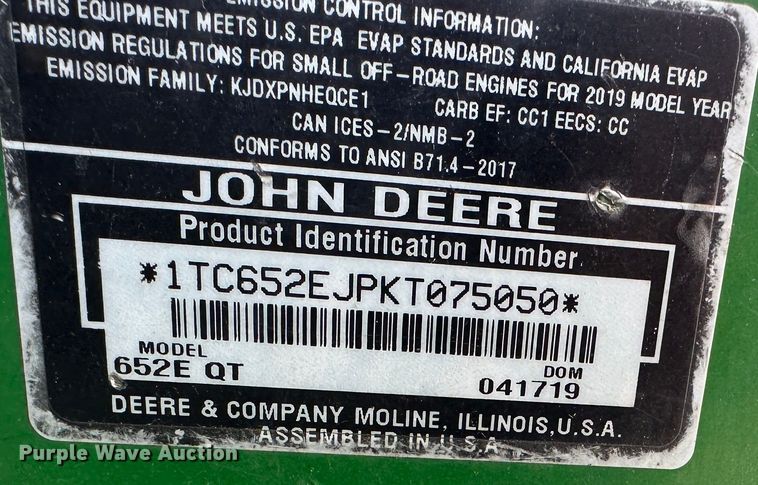 EMISSION CONTROL INFORMATION:
THIS EQUIPMENT MEETS U.S. EPA EVAP STANDARDS AND CALIFORNIA EVAP
EMISSION REGULATIONS FOR SMALL OFF-ROAD ENGINES FOR 2019 MODEL YEAR
EMISSION FAMILY: KJDXPNHEQCE1 CARB EF: CC1 EECS: CC
CAN ICES-2/NMB-2
CONFORMS TO ANSI B71.4-2017
JOHN DEERE
Product Identification Number
*1TC652EJPKT075050*
MODEL DOM
652E QT 041719
DEERE & COMPANY MOLINE, ILLINOIS,U.S.A.
ASSEMBLED IN U.S.A.
Purple Wave Auction